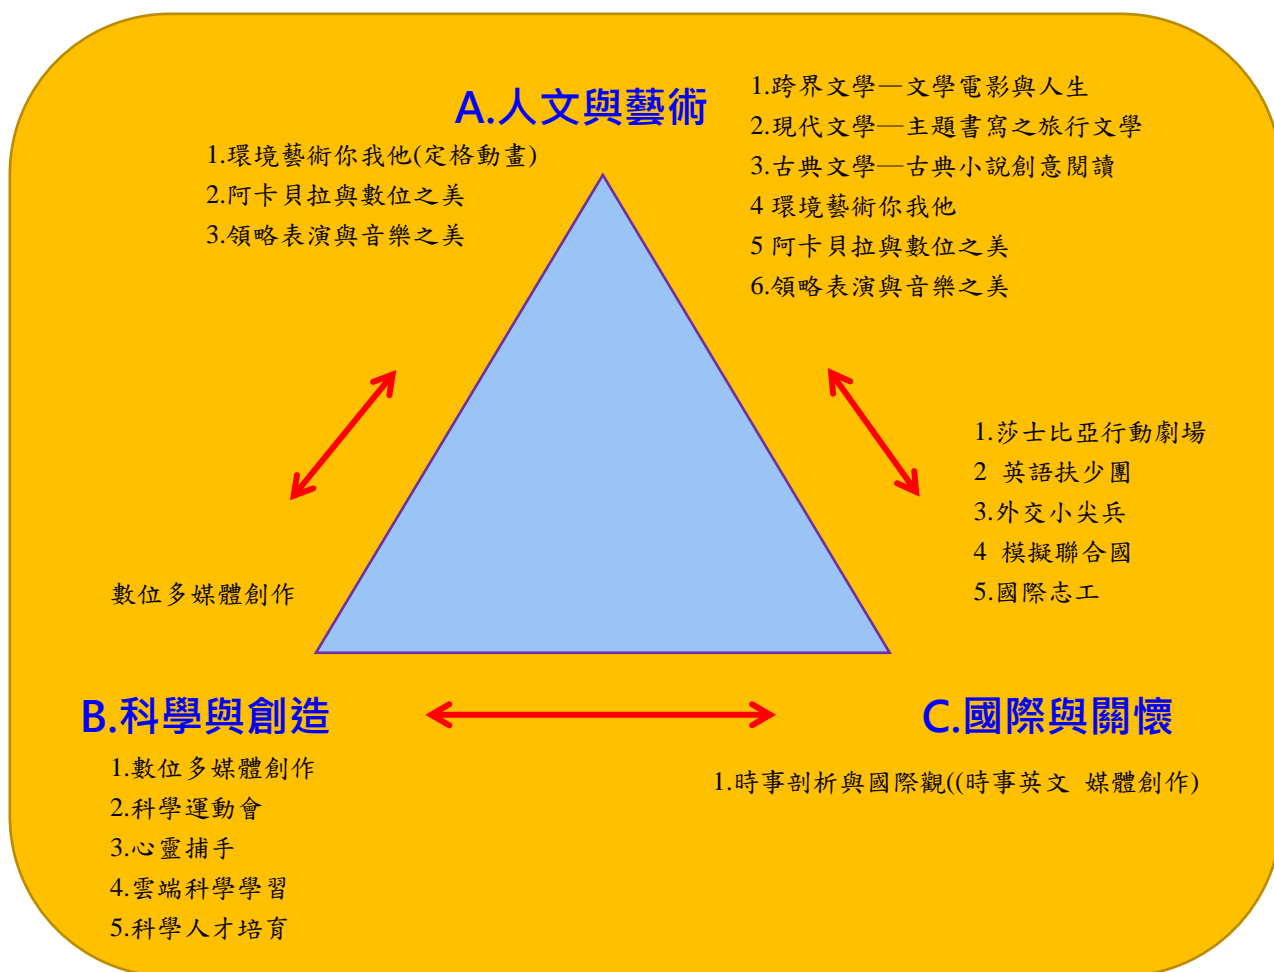 A.人文與藝術
1.環境藝術你我他(定格動畫)
2.阿卡貝拉與數位之美
3.領略表演與音樂之美
1.跨界文學—文學電影與人生
2.現代文學—主題書寫之旅行文學
3.古典文學—古典小說創意閱讀
4 環境藝術你我他
5 阿卡貝拉與數位之美
6.領略表演與音樂之美
1.莎士比亞行動劇場
2 英語扶少團
3.外交小尖兵
4 模擬聯合國
5.國際志工
數位多媒體創作
B.科學與創造
1.數位多媒體創作
2.科學運動會
3.心靈捕手
4.雲端科學學習
5.科學人才培育
C.國際與關懷
1.時事剖析與國際觀((時事英文 媒體創作)